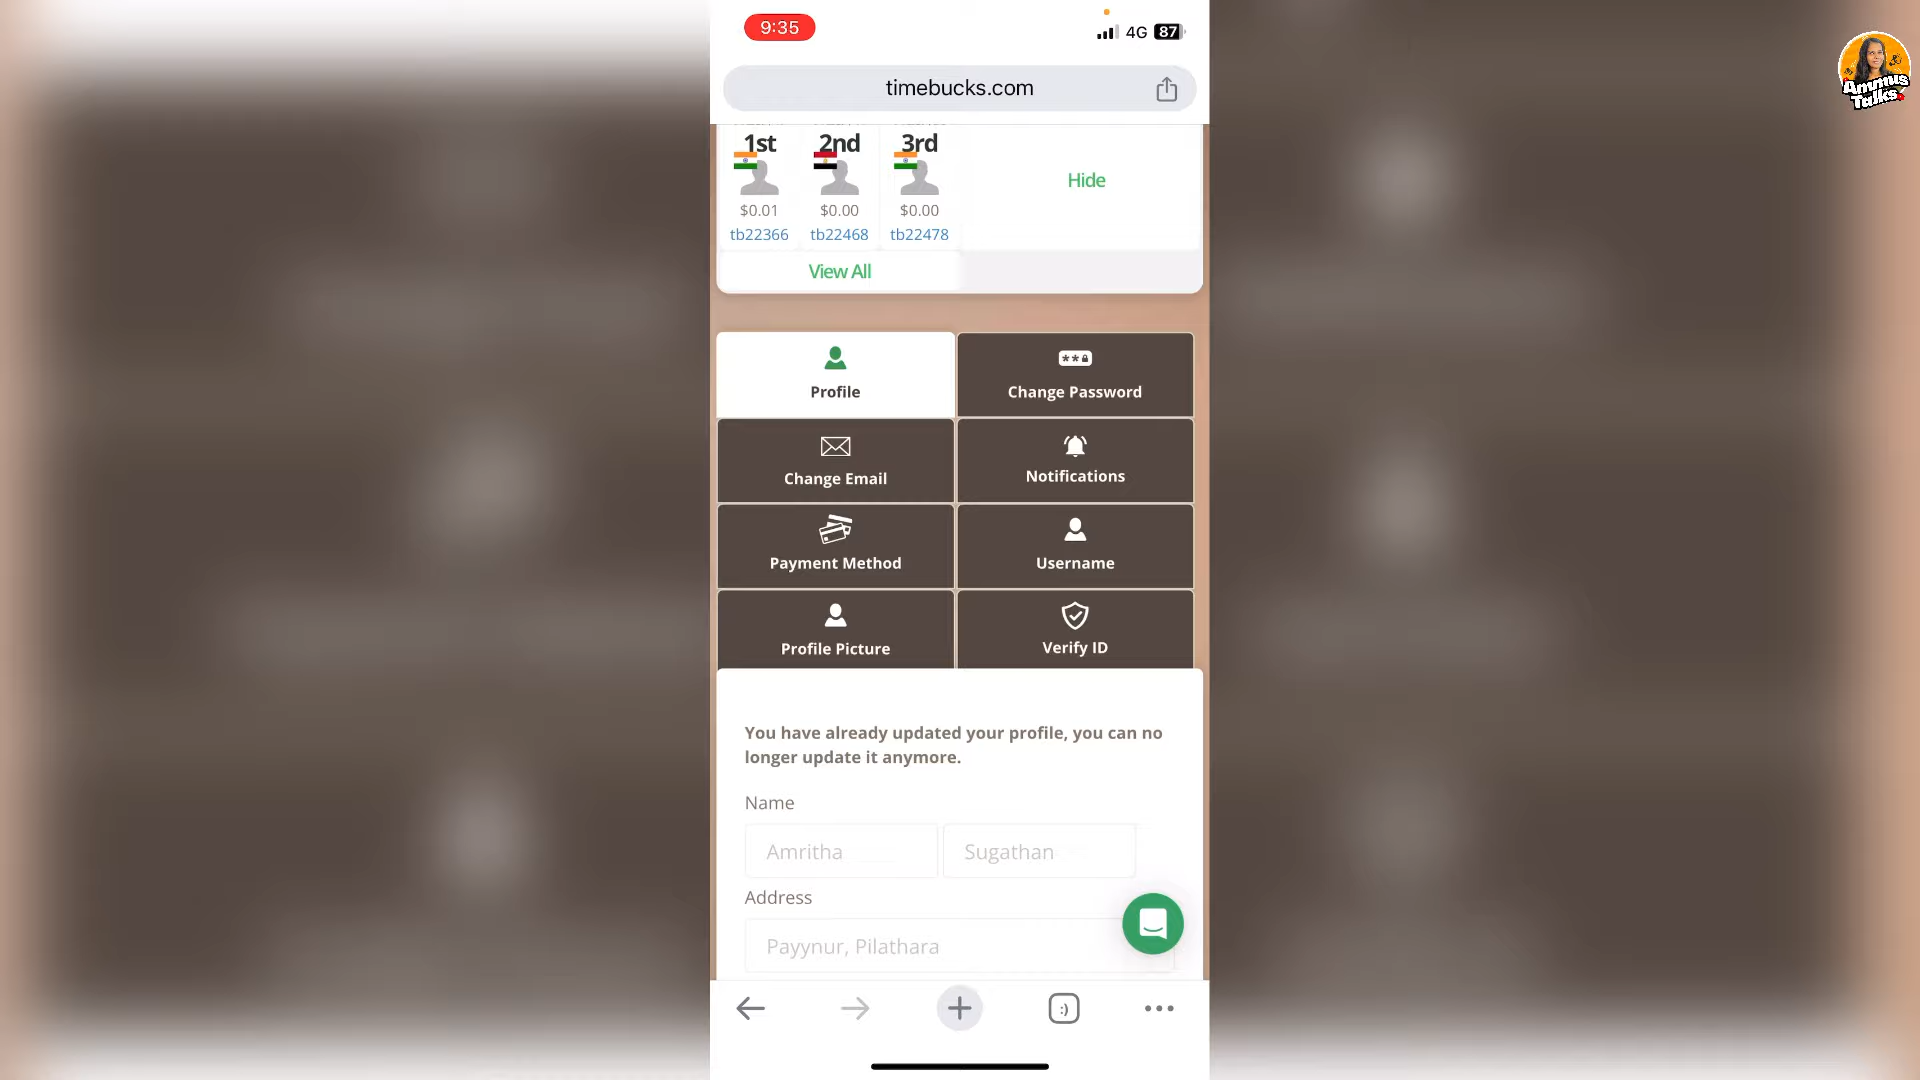 9:35
4G 87
timebucks.com
1st 2nd 3rd
Hide
$0.01 $0.00 $0.00
tb22366 tb22468 tb22478
View All
Profile
Change Password
Change Email
Notifications
Payment Method
Username
Profile Picture
Verify ID
You have already updated your profile, you can no
longer update it anymore.
Name
Amritha Sugathan
Address
Payynur, Pilathara
:)
Ammus
Talks